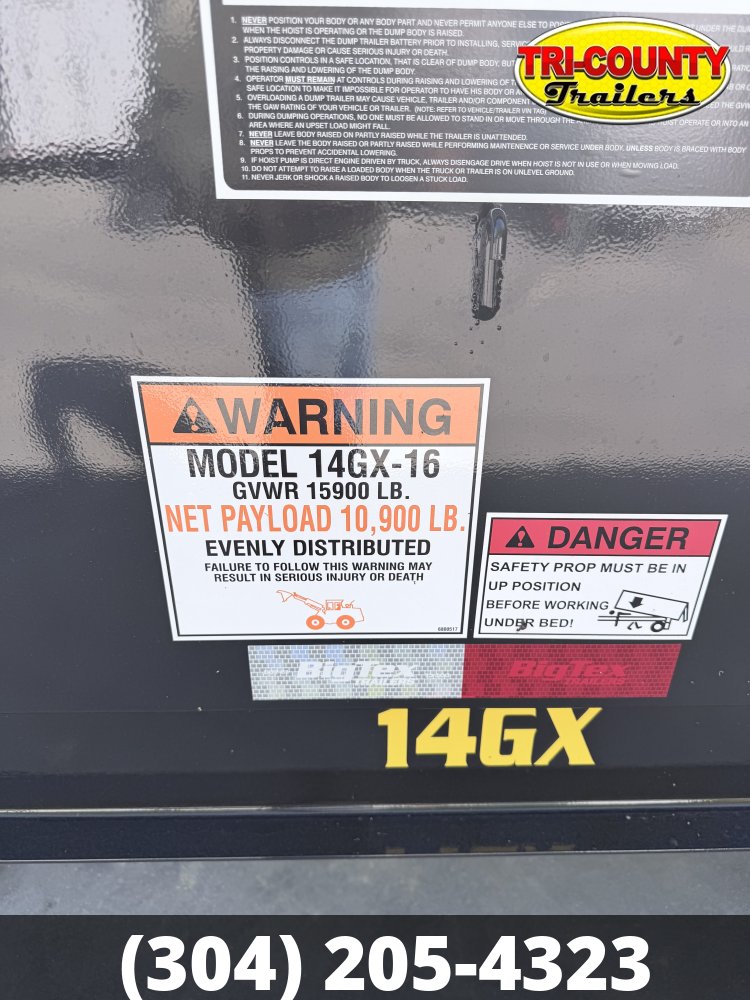 1. NEVER POSITION YOUR BODY OR ANY BODY PART AND NEVER PERMIT ANYONE ELSE TO UNDER THE
WHEN THE HOIST IS OPERATING OR THE DUMP BODY IS RAISED.
2. ALWAYS DISCONNECT THE DUMP TRAILER BATTERY PRIOR TO INSTALLING,
PROPERTY DAMAGE OR CAUSE SERIOUS INJURY OR DEATH.
3. POSITION CONTROLS IN A SAFE LOCATION, THAT IS CLEAR OF DUMP BODY,
THE RAISING AND LOWERING OF THE DUMP BODY.
4. OPERATOR MUST REMAIN AT CONTROLS DURING RAISING AND LOWERING OF
SAFE LOCATION TO MAKE IT IMPOSSIBLE FOR OPERATOR TO HAVE HIS BODY OR
5. OVERLOADING A DUMP TRAILER MAY CAUSE VEHICLE, TRAILER AND/OR COMPONENT
THE GAW RATING OF YOUR VEHICLE OR TRAILER. (NOTE: REFER TO VEHICLE/TRAILER VIN
6. DURING DUMPING OPERATIONS, NO ONE MUST BE ALLOWED TO STAND IN OR MOVE THROUGH THE OPERATE OR INTO AN
AREA WHERE AN UPSET LOAD MIGHT FALL.
7. NEVER LEAVE BODY RAISED OR PARTLY RAISED WHILE THE TRAILER IS UNATTENDED.
8. NEVER LEAVE THE BODY RAISED OR PARTLY RAISED WHILE PERFORMING MAINTENENCE OR SERVICE UNDER BODY, UNLESS BODY IS BRACED WITH BODY
PROPS TO PREVENT ACCIDENTAL LOWERING.
9. IF HOIST PUMP IS DIRECT ENGINE DRIVEN BY TRUCK, ALWAYS DISENGAGE DRIVE WHEN HOIST IS NOT IN USE OR WHEN MOVING LOAD.
10. DO NOT ATTEMPT TO RAISE A LOADED BODY WHEN THE TRUCK OR TRAILER IS ON UNLEVEL GROUND.
11. NEVER JERK OR SHOCK A RAISED BODY TO LOOSEN A STUCK LOAD.
TRI-COUNTY
Trailers
WARNING
MODEL 14GX-16
GVWR 15900 LB.
NET PAYLOAD 10,900 LB.
EVENLY DISTRIBUTED
FAILURE TO FOLLOW THIS WARNING MAY
RESULT IN SERIOUS INJURY OR DEATH
DANGER
SAFETY PROP MUST BE IN
UP POSITION
BEFORE WORKING
UNDER BED!
BigTex
TRAILERS
BigTex
14GX
(304) 205-4323